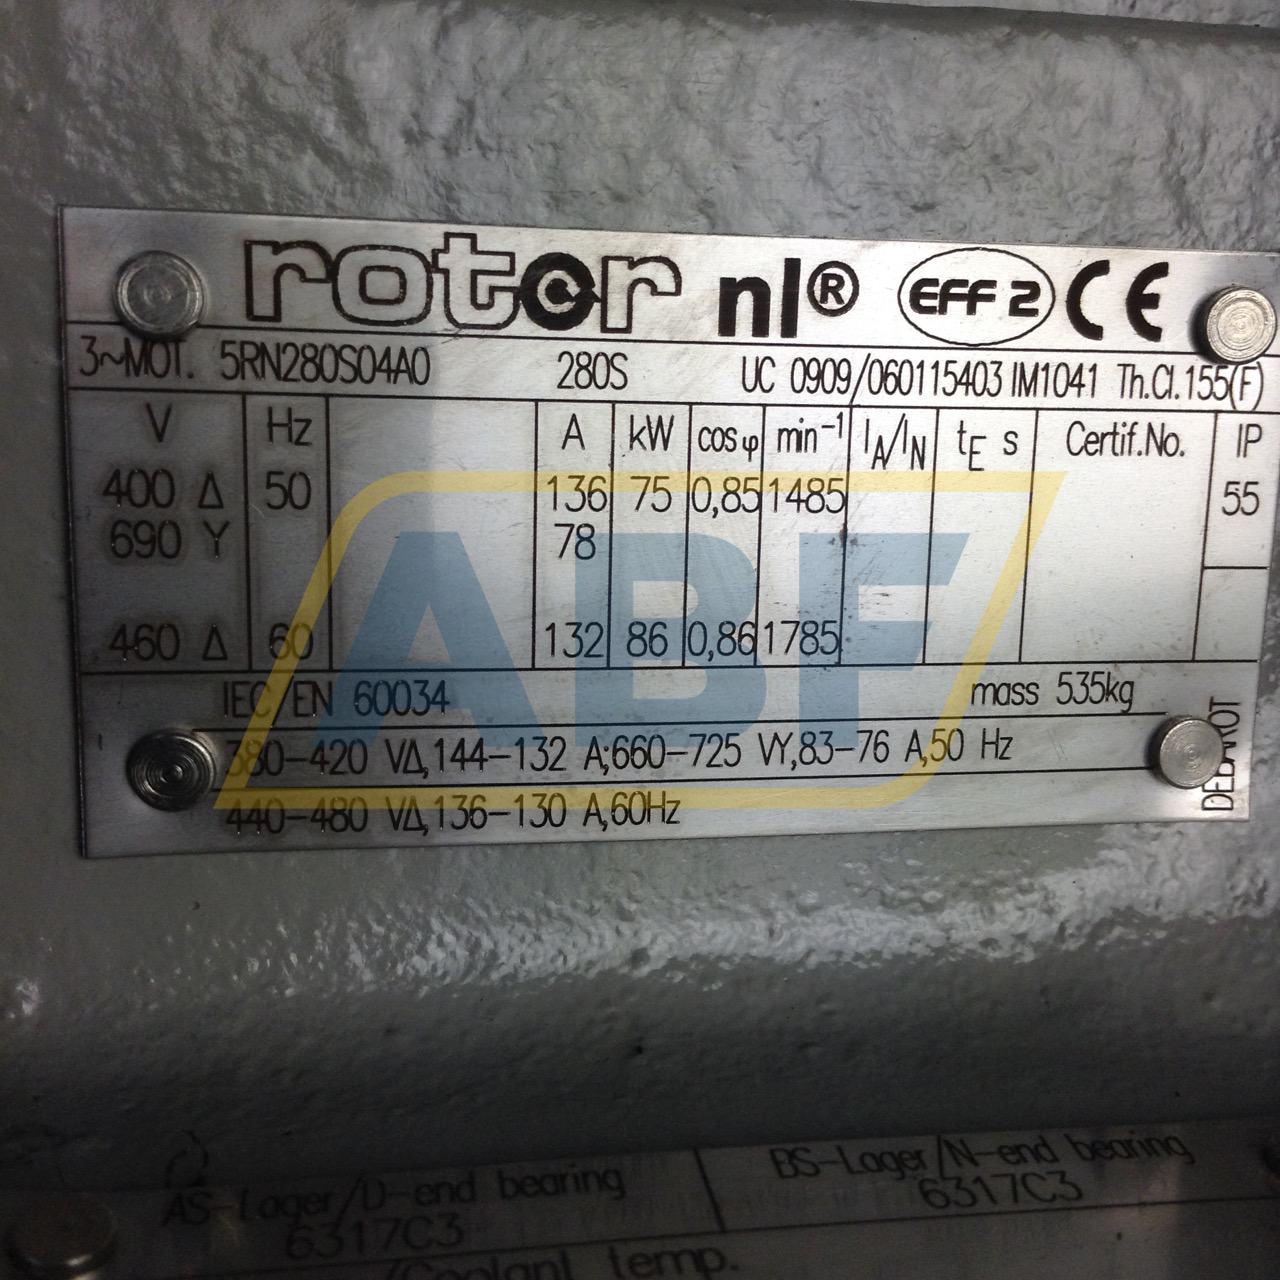 rotor nl® EFF 2 CE
3~MOT. 5RN280S04A0 280S UC 0909/060115403 IM1041 Th.Cl.155(F)
V Hz A kW cosφ min⁻¹ IA/IN tE s Certif.No. IP
400 Δ 50 136 75 0,85 1485 55
690 Y 78
460 Δ 60 132 86 0,86 1785
IEC/EN 60034 mass 535kg
380-420 VΔ,144-132 A;660-725 VY,83-76 A,50 Hz
440-480 VΔ,136-130 A,60Hz
ABF
AS-Lager/D-end bearing
6317C3
BS-Lager/N-end bearing
6317C3
/Coolant temp.